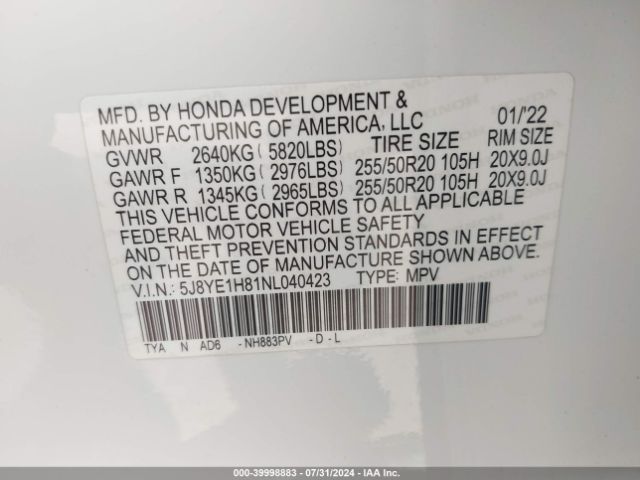 MFD. BY HONDA DEVELOPMENT & 01/'22
MANUFACTURING OF AMERICA, LLC
GVWR 2640KG( 5820LBS) TIRE SIZE RIM SIZE
GAWR F 1350KG( 2976LBS) 255/50R20 105H 20X9.0J
GAWR R 1345KG( 2965LBS) 255/50R20 105H 20X9.0J
THIS VEHICLE CONFORMS TO ALL APPLICABLE
FEDERAL MOTOR VEHICLE SAFETY
AND THEFT PREVENTION STANDARDS IN EFFECT
ON THE DATE OF MANUFACTURE SHOWN ABOVE.
V.I.N.: 5J8YE1H81NL040423 TYPE: MPV
TYA N AD6 -NH883PV -D-L
000-39998883 - 07/31/2024 - IAA Inc.